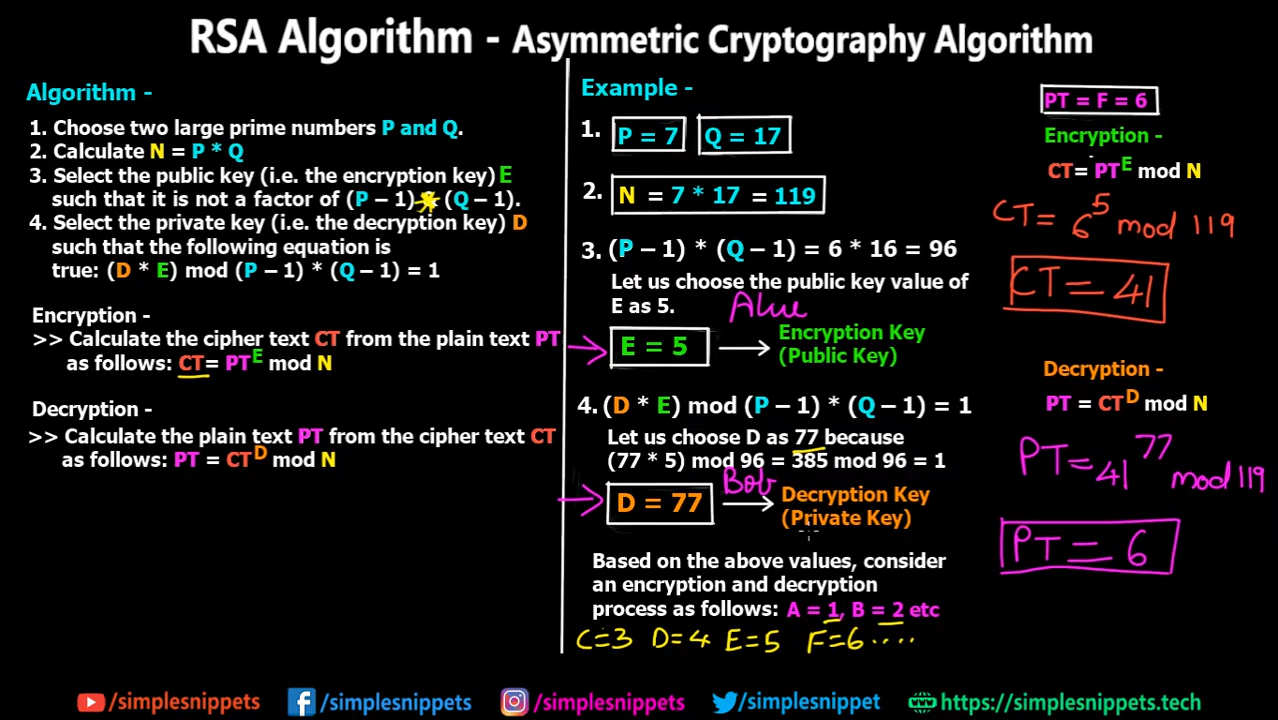 RSA Algorithm - Asymmetric Cryptography Algorithm
Algorithm -
1. Choose two large prime numbers P and Q.
2. Calculate N = P * Q
3. Select the public key (i.e. the encryption key) E
such that it is not a factor of (P – 1) * (Q – 1).
4. Select the private key (i.e. the decryption key) D
such that the following equation is
true: (D * E) mod (P – 1) * (Q – 1) = 1
Encryption -
>> Calculate the cipher text CT from the plain text PT
as follows: CT= PT^E mod N
Decryption -
>> Calculate the plain text PT from the cipher text CT
as follows: PT = CT^D mod N
Example -
1. P = 7 Q = 17
2. N = 7 * 17 = 119
3. (P – 1) * (Q – 1) = 6 * 16 = 96
Let us choose the public key value of
E as 5.
Alice
E = 5 Encryption Key
(Public Key)
4. (D * E) mod (P – 1) * (Q – 1) = 1
Let us choose D as 77 because
(77 * 5) mod 96 = 385 mod 96 = 1
Bob
D = 77 Decryption Key
(Private Key)
Based on the above values, consider
an encryption and decryption
process as follows: A = 1, B = 2 etc
C=3 D=4 E=5 F=6 .....
PT = F = 6
Encryption -
CT= PT^E mod N
CT= 6^5 mod 119
CT= 41
Decryption -
PT = CT^D mod N
PT= 41^77 mod 119
PT = 6
/simplesnippets /simplesnippets /simplesnippets /simplesnippet https://simplesnippets.tech